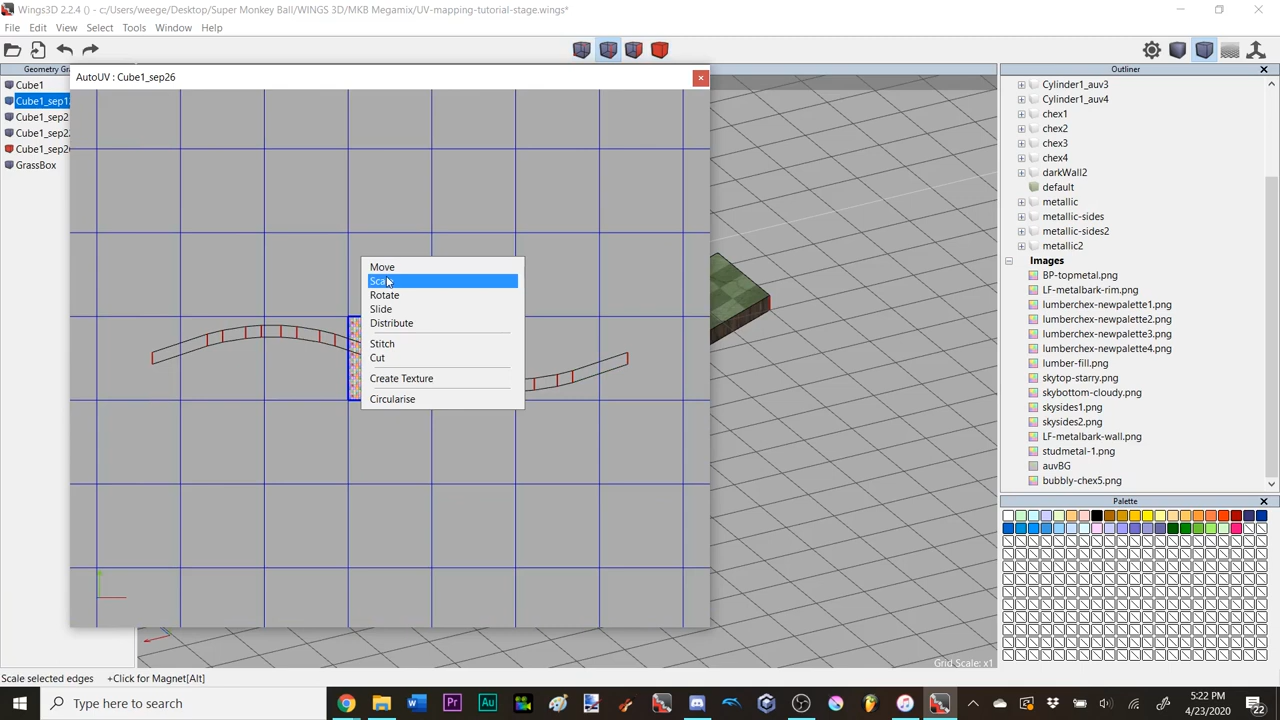 Wings3D 2.2.4 () - c:/users/weege/Desktop/Super Monkey Ball/WINGS 3D/MKB Megamix/UV-mapping-tutorial-stage.wings*
File Edit View Select Tools Window Help
Geometry Gr
Cube1
Cube1_sep1
Cube1_sep2
Cube1_sep2
Cube1_sep2
GrassBox
AutoUV : Cube1_sep26
Move
Scale
Rotate
Slide
Distribute
Stitch
Cut
Create Texture
Circularise
Grid Scale: x1
Outliner
Cylinder1_auv3
Cylinder1_auv4
chex1
chex2
chex3
chex4
darkWall2
default
metallic
metallic-sides
metallic-sides2
metallic2
Images
BP-topmetal.png
LF-metalbark-rim.png
lumberchex-newpalette1.png
lumberchex-newpalette2.png
lumberchex-newpalette3.png
lumberchex-newpalette4.png
lumber-fill.png
skytop-starry.png
skybottom-cloudy.png
skysides1.png
skysides2.png
LF-metalbark-wall.png
studmetal-1.png
auvBG
bubbly-chex5.png
Palette
Scale selected edges +Click for Magnet[Alt]
Type here to search
5:22 PM
4/23/2020
22